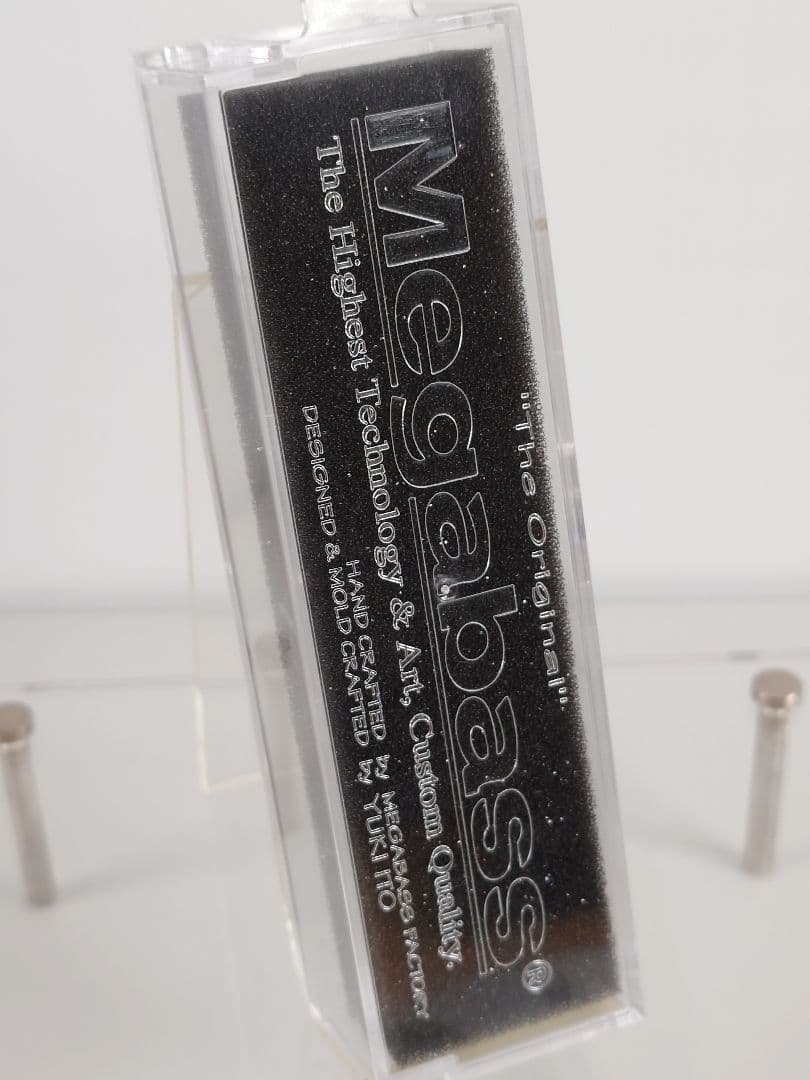 "The Original"
Megabass®
The Highest Technology & Art, Custom Quality.
HAND CRAFTED by MEGABASS FACTORY
DESIGNED & MOLD CRAFTED by YUKI ITO